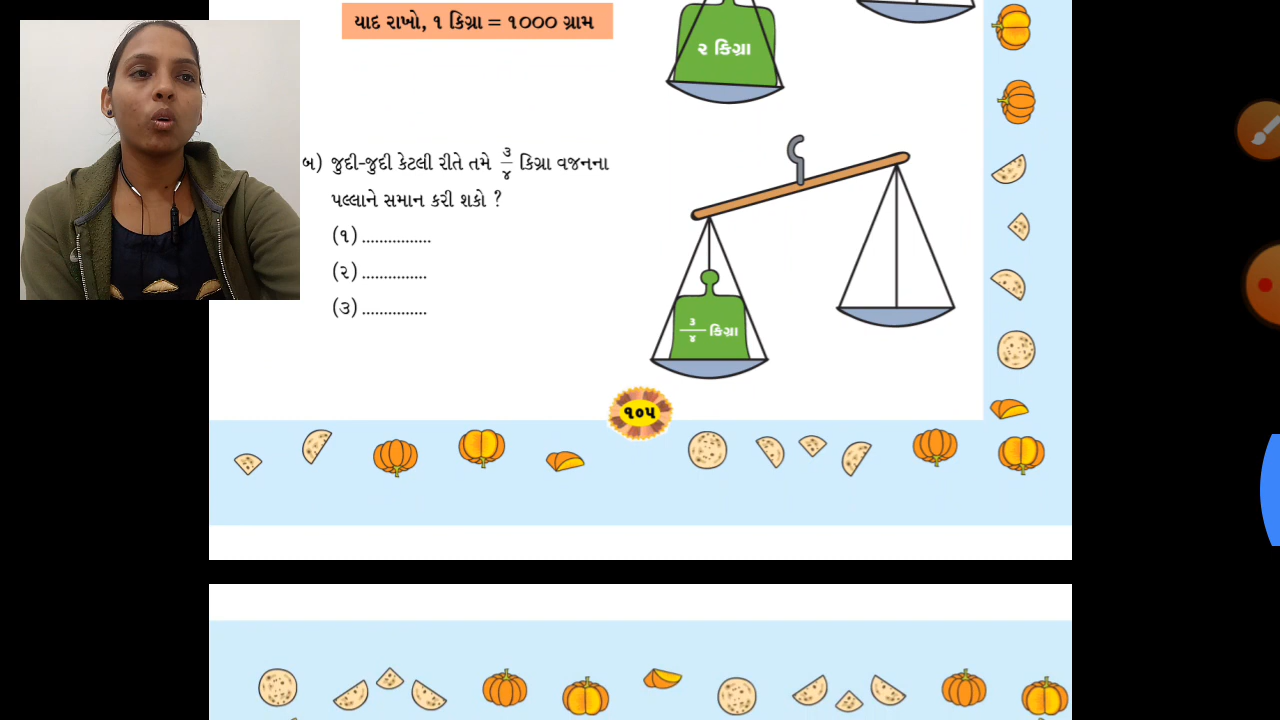 યાદ રાખો, ૧ કિગ્રા = ૧૦૦૦ ગ્રામ
૨ કિગ્રા
બ) જુદી-જુદી કેટલી રીતે તમે ૩/૪ કિગ્રા વજનના
પલ્લાને સમાન કરી શકો ?
(૧) ...............
(૨) ..............
(૩) ..............
૩/૪ કિગ્રા
૧૦૫